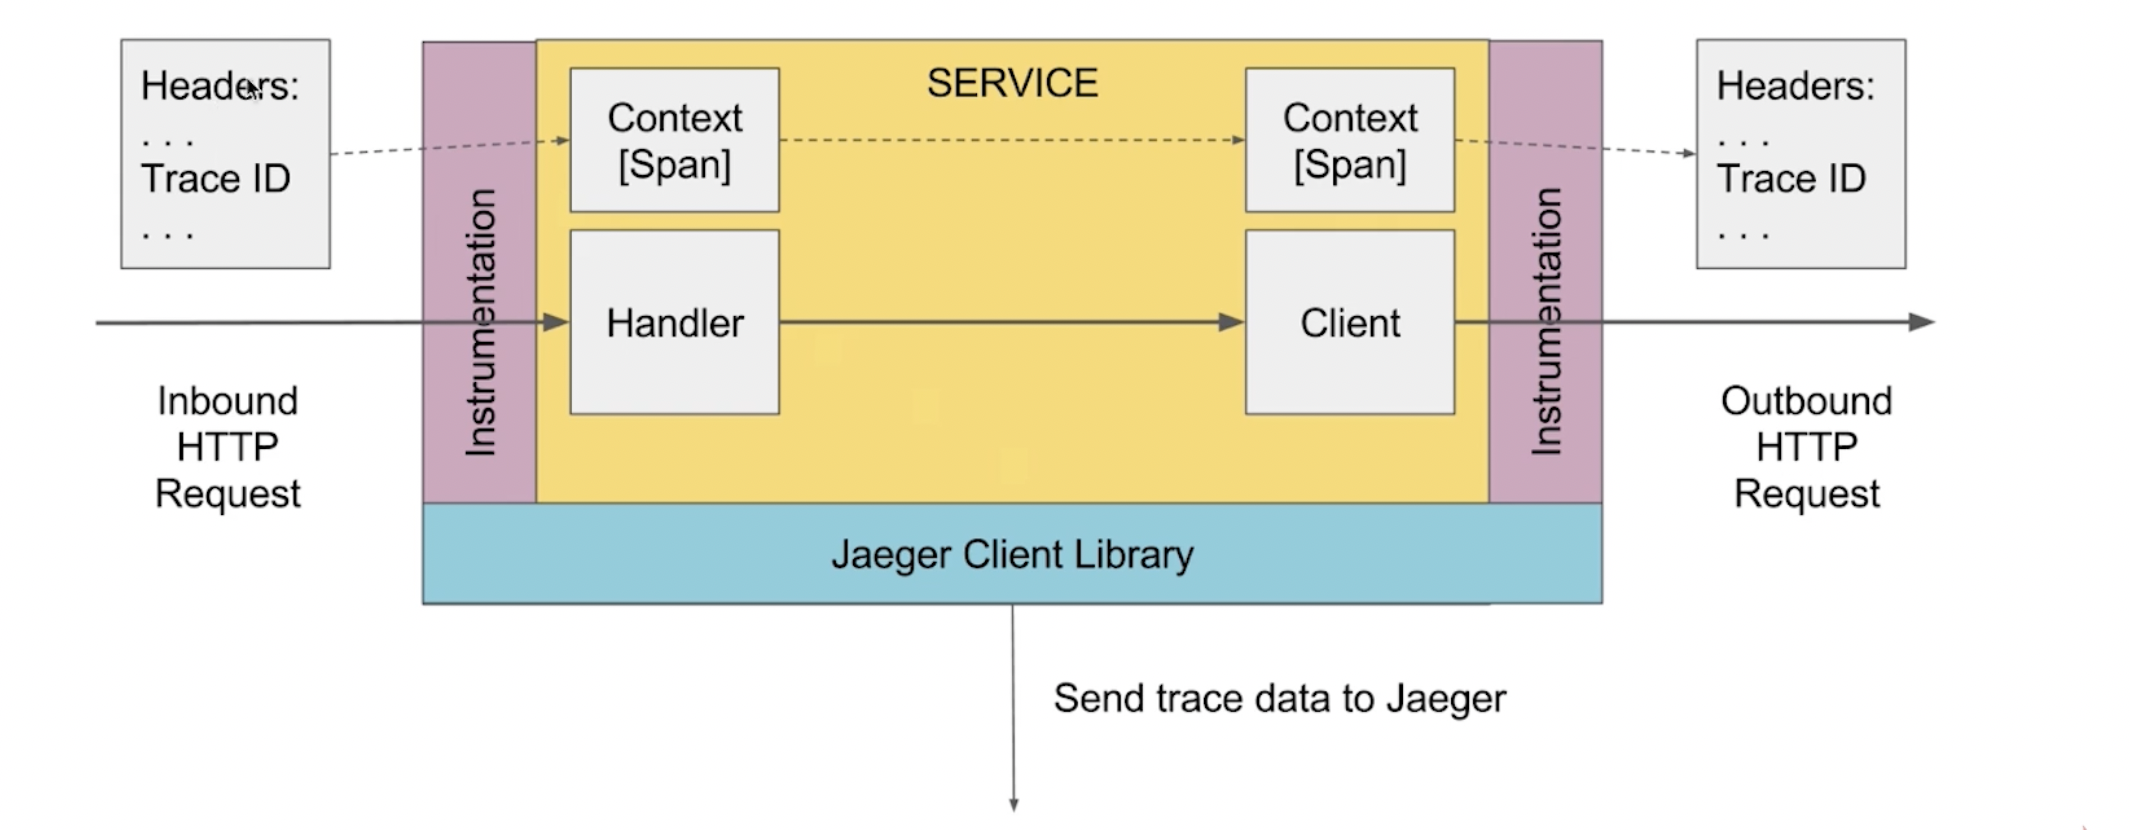 Headers:
. . .
Trace ID
. . .
Instrumentation
SERVICE
Context
[Span]
Context
[Span]
Handler
Client
Instrumentation
Headers:
. . .
Trace ID
. . .
Inbound
HTTP
Request
Outbound
HTTP
Request
Jaeger Client Library
Send trace data to Jaeger